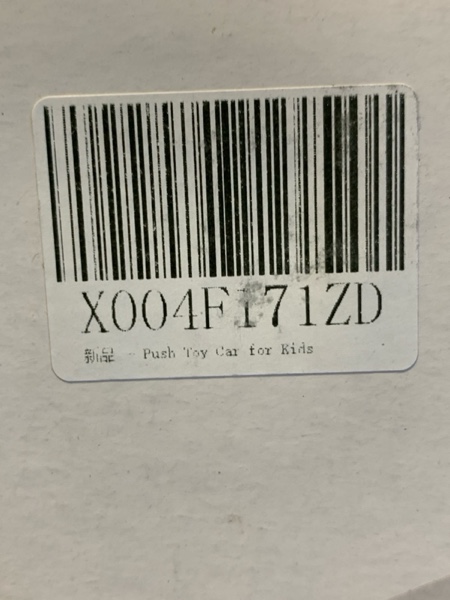 X004F171ZD
新品 - Push Toy Car for Kids